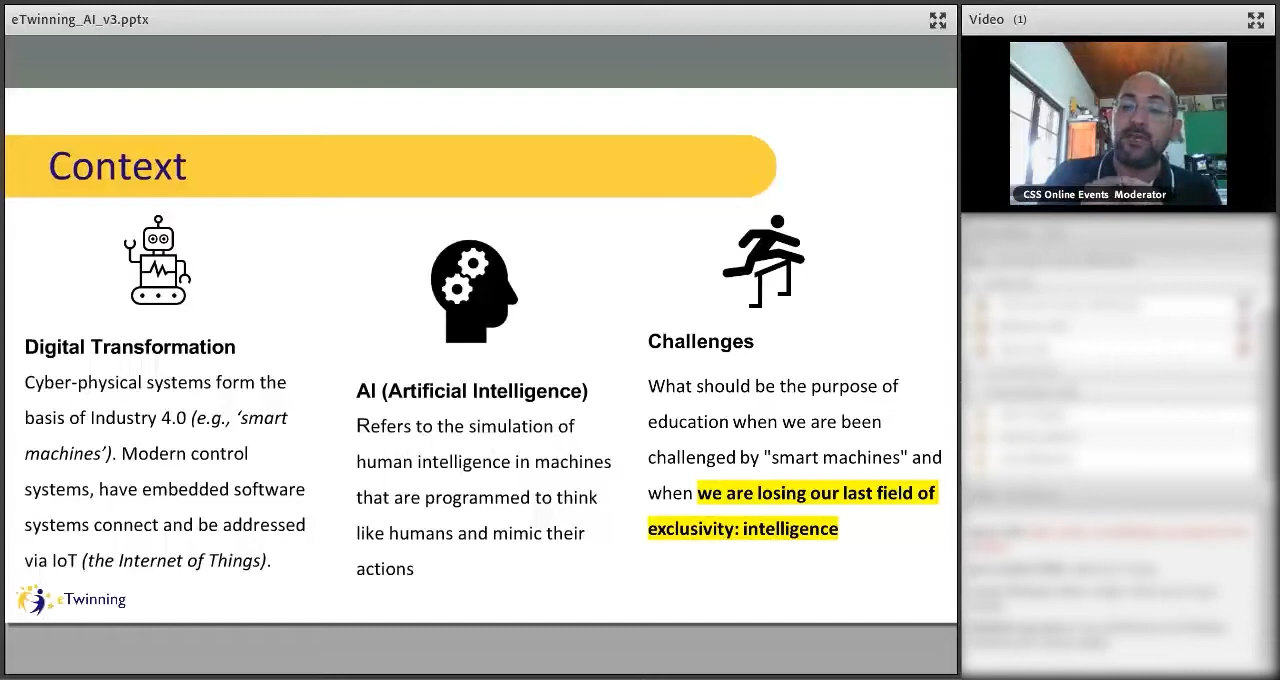 eTwinning_AI_v3.pptx
Video (1)
CSS Online Events Moderator
Context
Digital Transformation
Cyber-physical systems form the
basis of Industry 4.0 (e.g., ‘smart
machines’). Modern control
systems, have embedded software
systems connect and be addressed
via IoT (the Internet of Things).
AI (Artificial Intelligence)
Refers to the simulation of
human intelligence in machines
that are programmed to think
like humans and mimic their
actions
Challenges
What should be the purpose of
education when we are been
challenged by "smart machines" and
when we are losing our last field of
exclusivity: intelligence
eTwinning